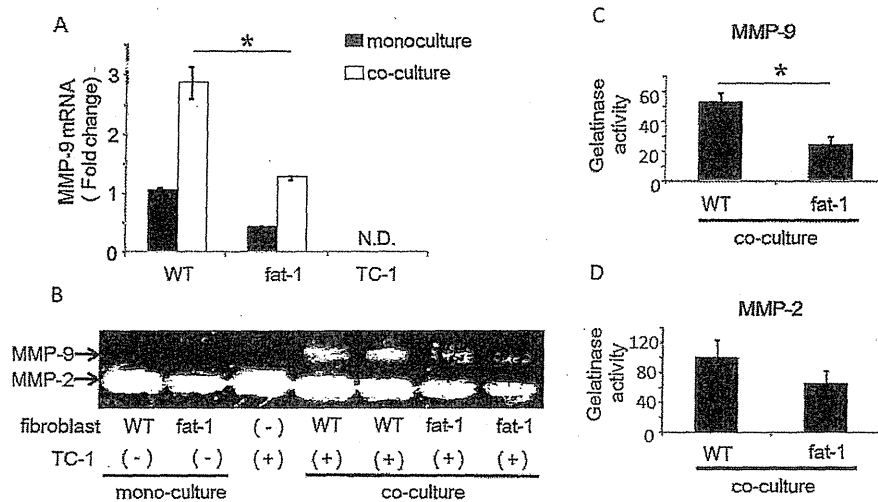 A
MMP-9 mRNA
( Fold change)
3
2
1
0
*
monoculture
co-culture
N.D.
WT fat-1 TC-1
B
MMP-9
MMP-2
fibroblast WT fat-1 (-) WT WT fat-1 fat-1
TC-1 (-) (-) (+) (+) (+) (+) (+)
mono-culture co-culture
C
MMP-9
Gelatinase
activity
60
40
20
0
*
WT fat-1
co-culture
D
MMP-2
Gelatinase
activity
120
80
40
0
WT fat-1
co-culture